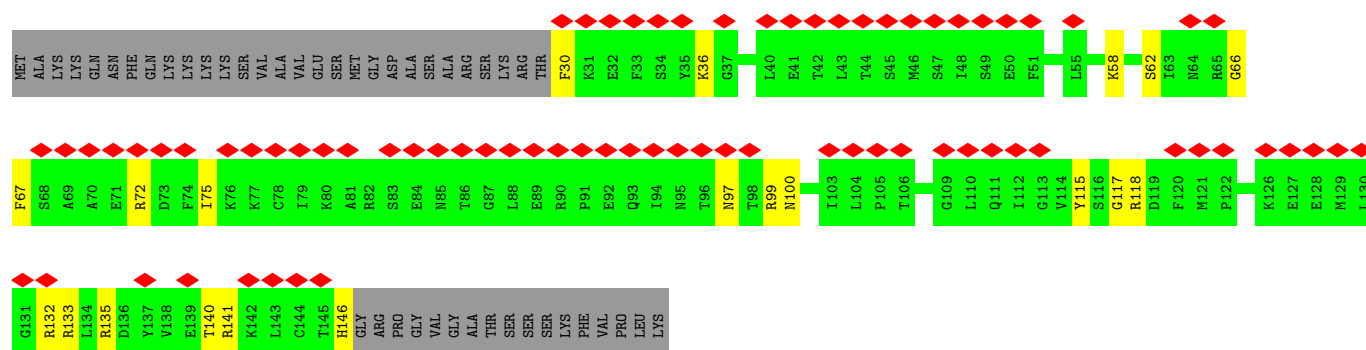 MET ALA LYS LYS GLN ASN PHE GLN LYS LYS LYS LYS SER VAL ALA VAL GLU SER MET GLY ASP ALA SER ALA ARG SER LYS ARG THR F30 K31 E32 F33 S34 Y35 K36 G37 L40 E41 T42 L43 T44 S45 M46 S47 I48 S49 E50 F51 L55 K58 S62 I63 N64 R65 G66
F67 S68 A69 A70 E71 R72 D73 F74 I75 K76 K77 C78 I79 K80 A81 R82 S83 E84 N85 T86 G87 L88 E89 R90 P91 E92 Q93 I94 N95 T96 N97 T98 R99 N100 I103 L104 P105 T106 G109 L110 Q111 I112 G113 V114 Y115 S116 G117 R118 D119 F120 M121 P122 K126 E127 E128 M129 L130
G131 R132 R133 L134 R135 D136 Y137 V138 E139 T140 R141 K142 L143 C144 T145 H146 GLY ARG PRO GLY VAL GLY ALA THR SER SER SER LYS PHE VAL PRO LEU LYS